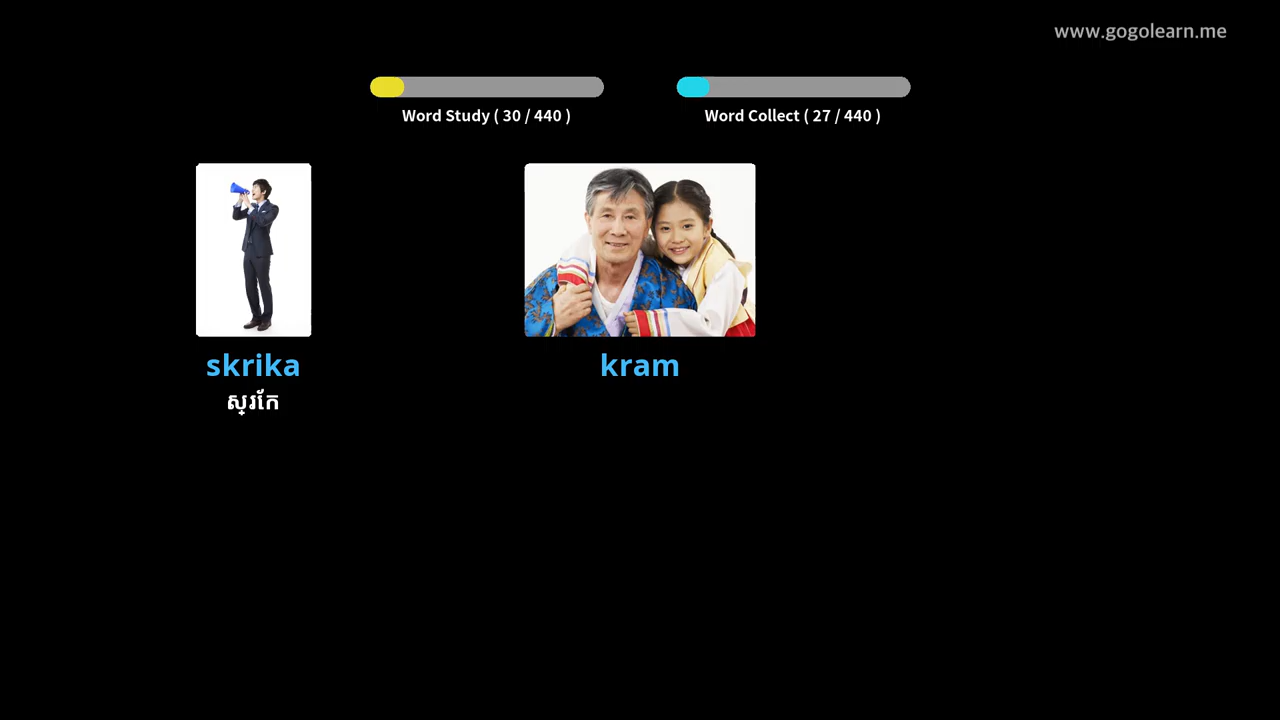 www.gogolearn.me
Word Study ( 30 / 440 )
Word Collect ( 27 / 440 )
skrika
ស្រកែ
kram